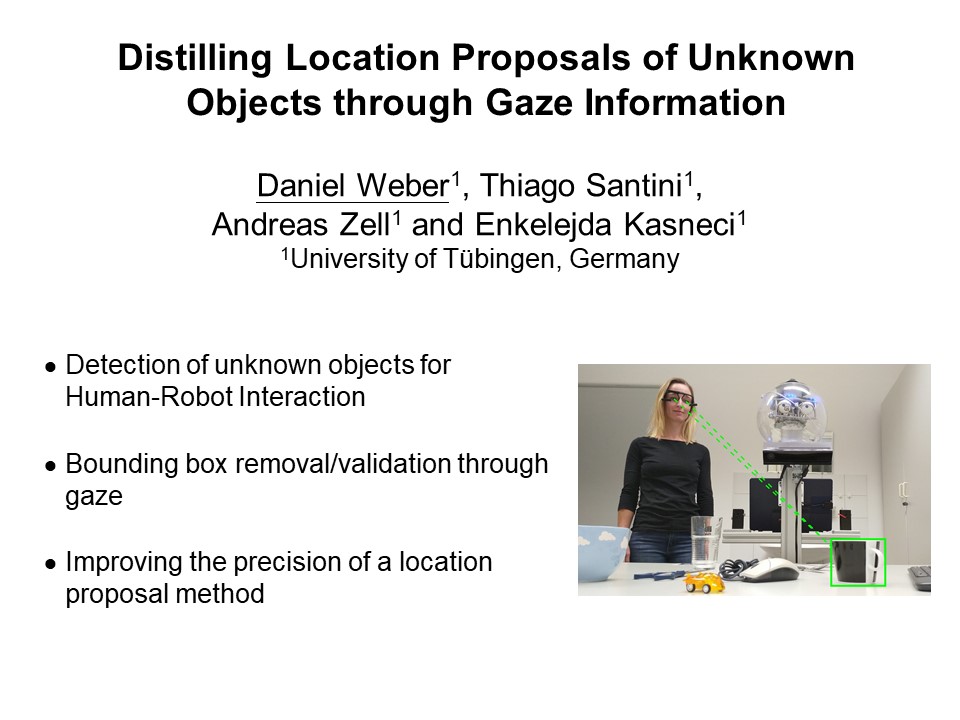 Distilling Location Proposals of Unknown
Objects through Gaze Information
Daniel Weber¹, Thiago Santini¹,
Andreas Zell¹ and Enkelejda Kasneci¹
¹University of Tübingen, Germany
● Detection of unknown objects for
Human-Robot Interaction
● Bounding box removal/validation through
gaze
● Improving the precision of a location
proposal method